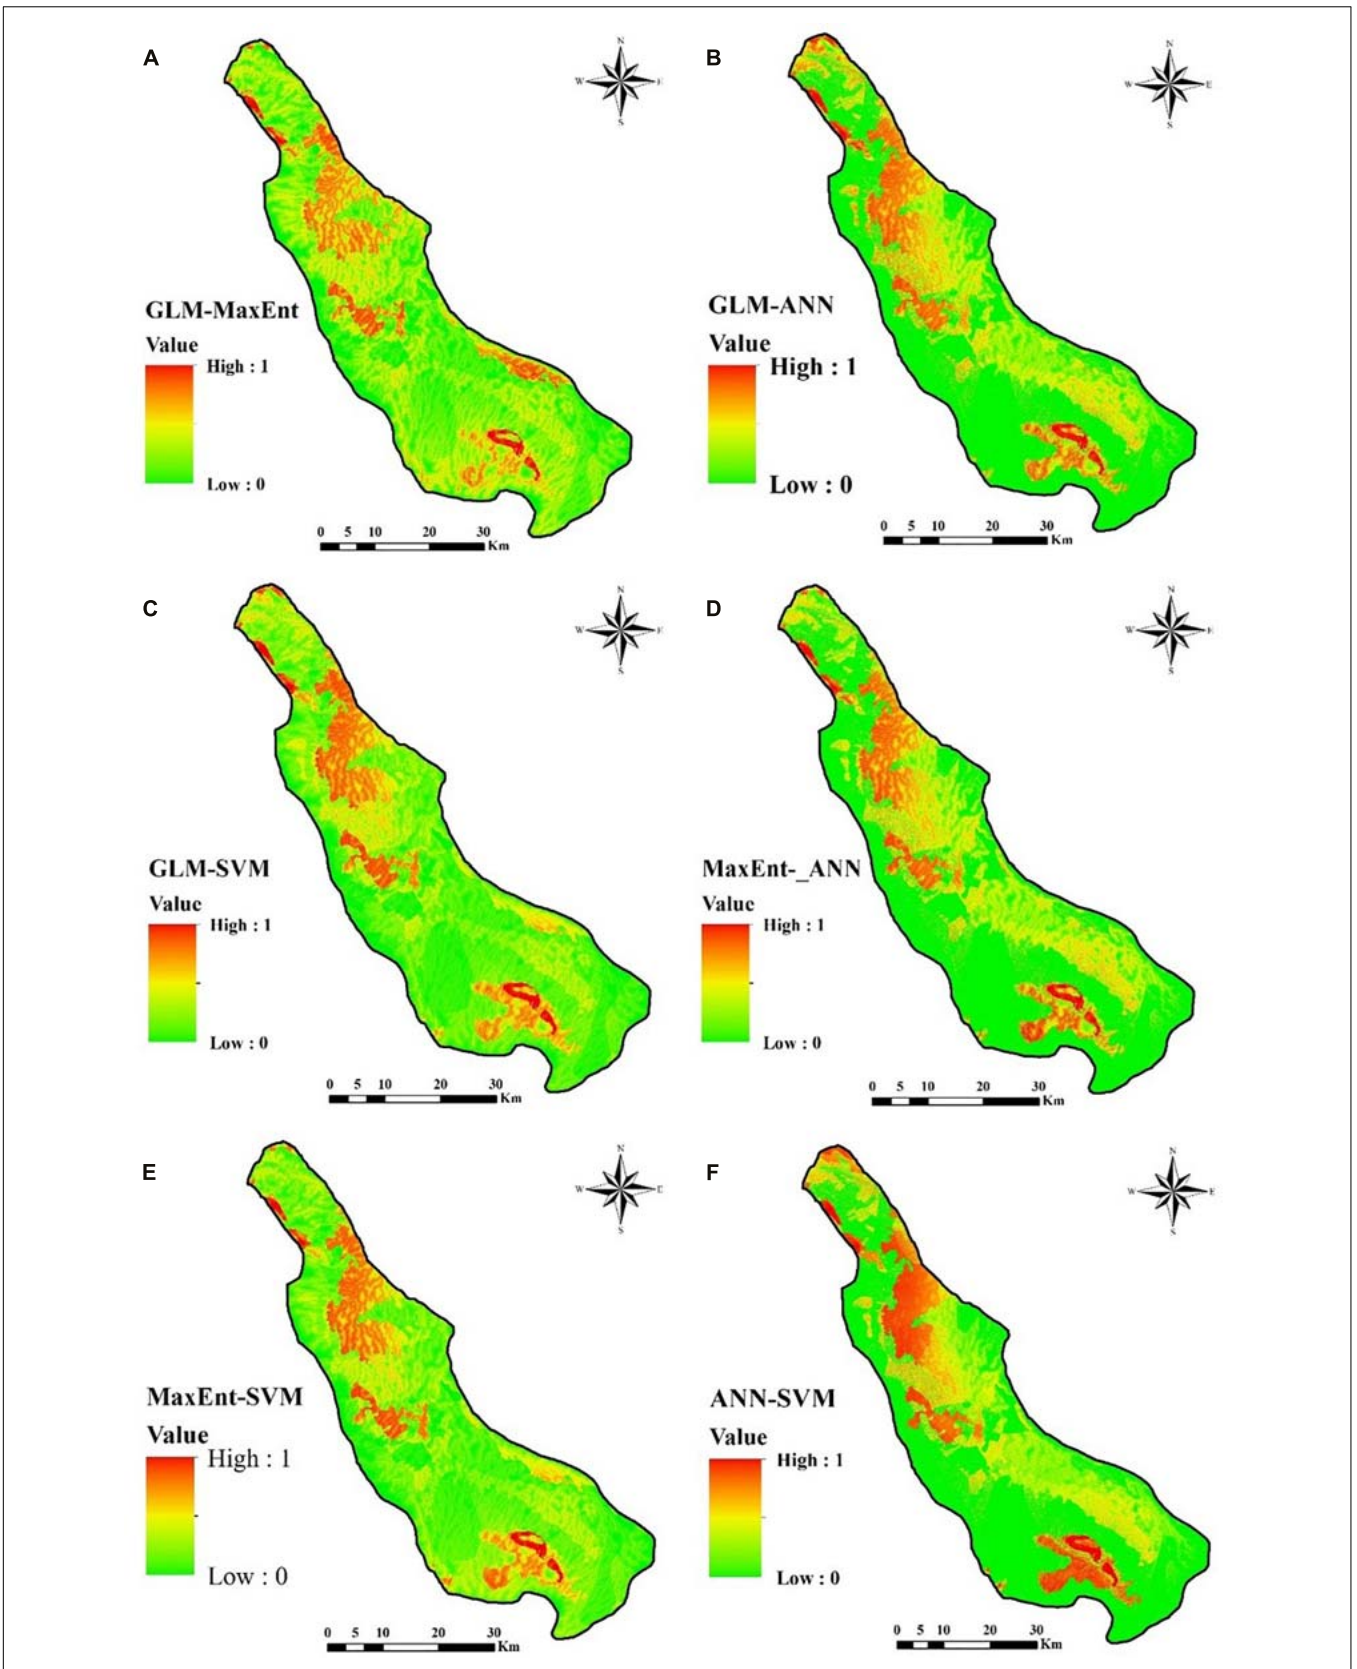 A
N
W E
S
GLM-MaxEnt
Value
High : 1
Low : 0
0 5 10 20 30
Km
B
N
W E
S
GLM-ANN
Value
High : 1
Low : 0
0 5 10 20 30
Km
C
N
W E
S
GLM-SVM
Value
High : 1
Low : 0
0 5 10 20 30
Km
D
N
W E
S
MaxEnt-_ANN
Value
High : 1
Low : 0
0 5 10 20 30
Km
E
N
W E
S
MaxEnt-SVM
Value
High : 1
Low : 0
0 5 10 20 30
Km
F
N
W E
S
ANN-SVM
Value
High : 1
Low : 0
0 5 10 20 30
Km